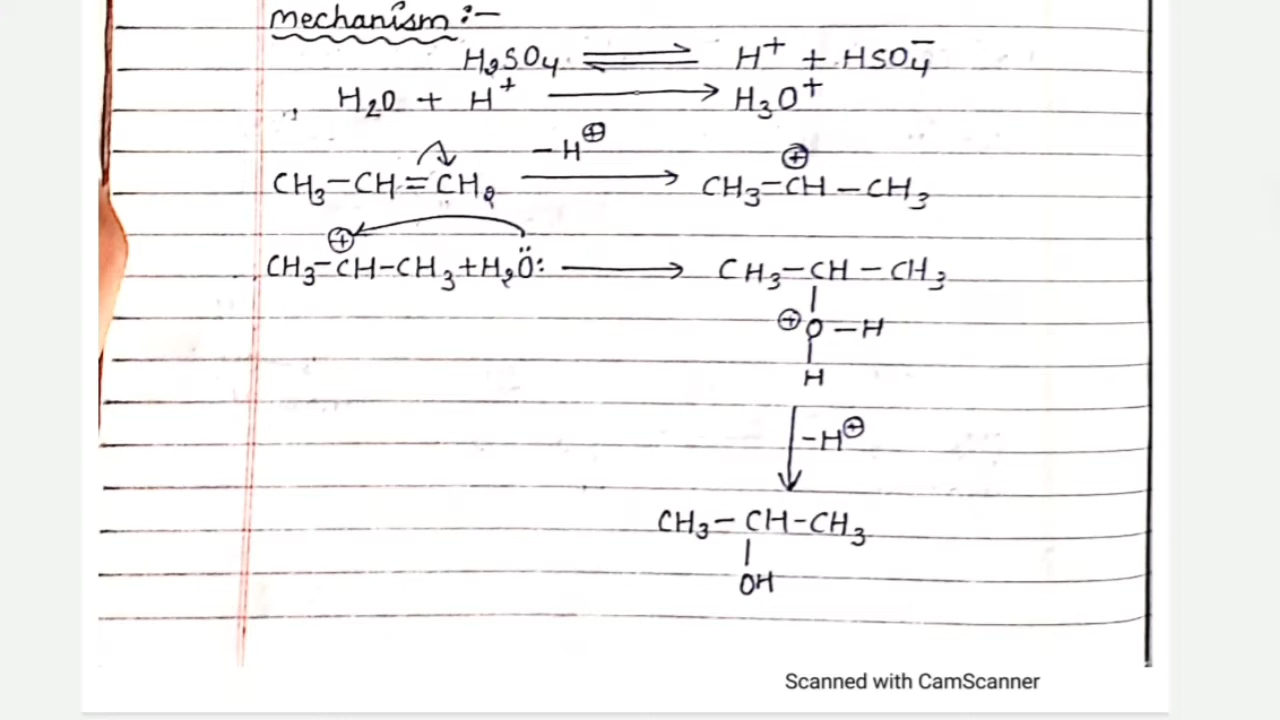 Mechanism :-
H₂SO₄ ⇌ H⁺ + HSO₄⁻
H₂O + H⁺ → H₃O⁺
CH₃-CH=CH₂ -H⊕ → CH₃-CH-CH₃ ⊕
⊕ CH₃-CH-CH₃+H₂Ö: → CH₃-CH-CH₃
⊕O-H
H
-H⊕
CH₃-CH-CH₃
OH
Scanned with CamScanner